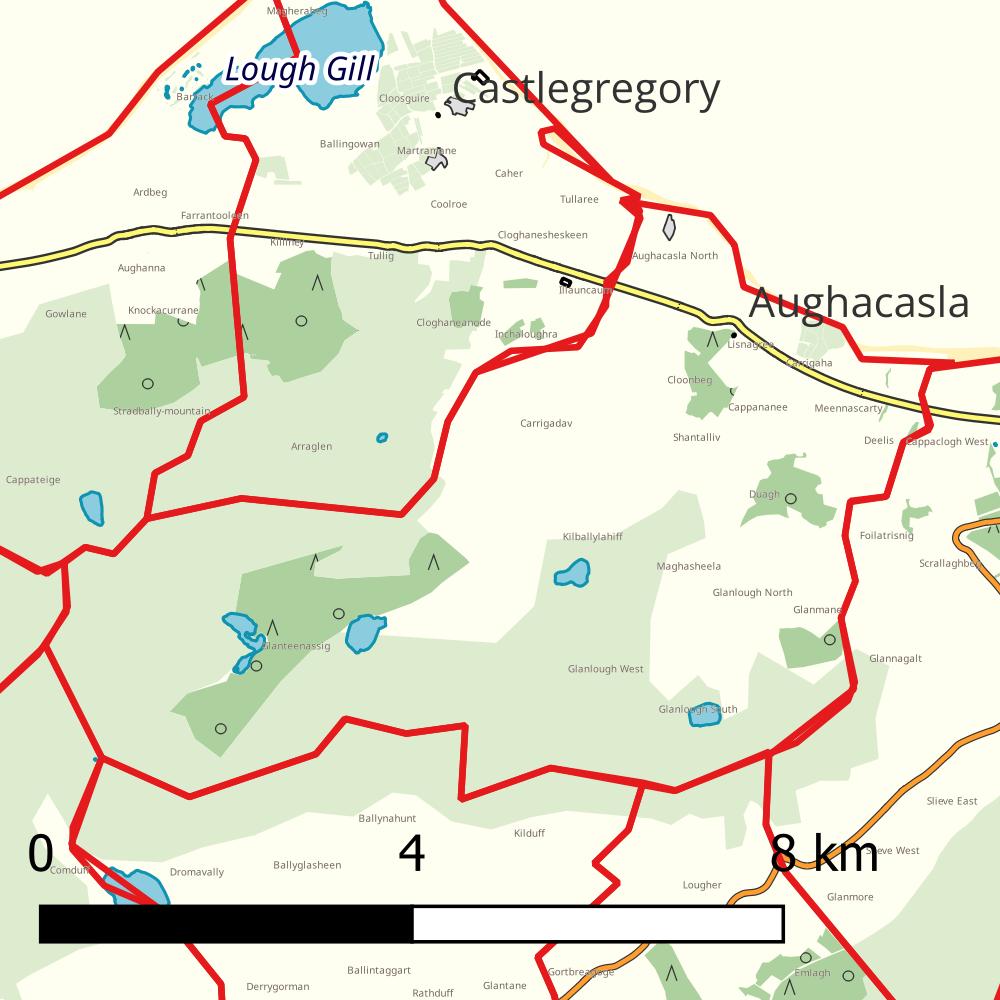 Magherabeg
Lough Gill
Castlegregory
Barrack
Cloosguire
Ballingowan
Martramane
Caher
Ardbeg
Tullaree
Coolroe
Farrantooleen
Killiney
Cloghanesheskeen
Tullig
Aughacasla North
Aughanna
Illauncaum
Aughacasla
Knockacurrane
Gowlane
Cloghaneanode
Inchaloughra
Lisnagree
Carrigaha
Cloonbeg
Cappananee
Meennascarty
Stradbally-mountain
Carrigadav
Shantalliv
Deelis
Cappaclogh West
Arraglen
Cappateige
Duagh
Kilballylahiff
Foilatrisnig
Scrallaghbeg
Maghasheela
Glanlough North
Glanmane
Glanteenassig
Glanlough West
Glannagalt
Glanlough South
Slieve East
Ballynahunt
Kilduff
0
4
8 km
Slieve West
Ballyglasheen
Dromavally
Lougher
Glanmore
Ballintaggart
Gortbreagoge
Emlagh
Derrygorman
Rathduff
Glantane